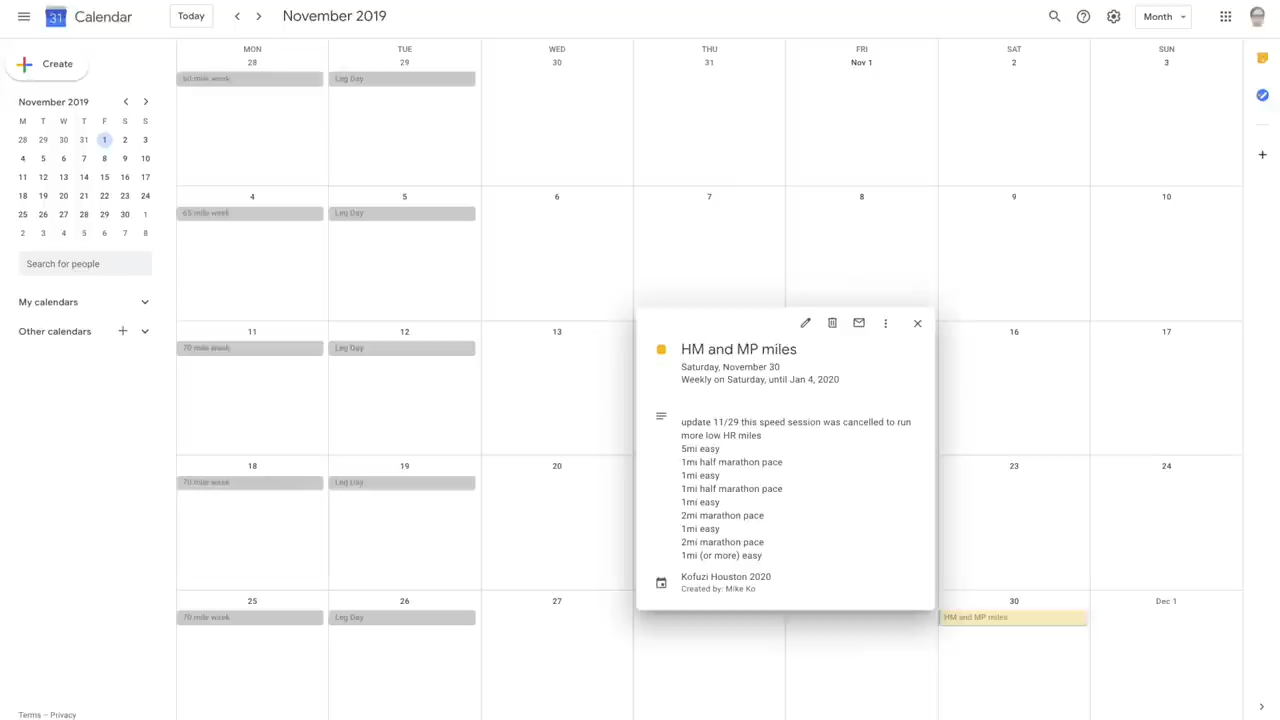 31 Calendar Today November 2019 Month
Create
November 2019
M T W T F S S
28 29 30 31 1 2 3
4 5 6 7 8 9 10
11 12 13 14 15 16 17
18 19 20 21 22 23 24
25 26 27 28 29 30 1
2 3 4 5 6 7 8
Search for people
My calendars
Other calendars
Terms – Privacy
MON TUE WED THU FRI SAT SUN
28 29 30 31 Nov 1 2 3
60 mile week Leg Day
4 5 6 7 8 9 10
65 mile week Leg Day
11 12 13 16 17
70 mile week Leg Day
18 19 20 23 24
70 mile week Leg Day
25 26 27 30 Dec 1
70 mile week Leg Day HM and MP miles
HM and MP miles
Saturday, November 30
Weekly on Saturday, until Jan 4, 2020
update 11/29 this speed session was cancelled to run
more low HR miles
5mi easy
1mi half marathon pace
1mi easy
1mi half marathon pace
1mi easy
2mi marathon pace
1mi easy
2mi marathon pace
1mi (or more) easy
Kofuzi Houston 2020
Created by: Mike Ko